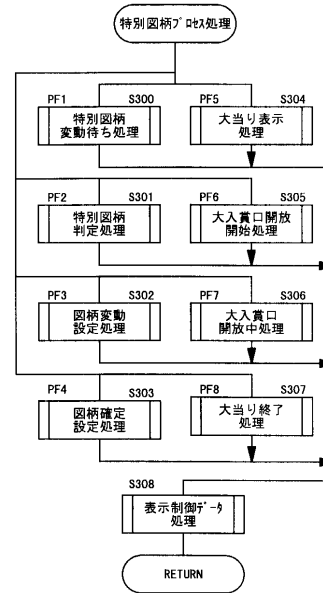 特別図柄ﾌﾟﾛｾｽ処理
PF1 S300
特別図柄
変動待ち処理
PF5 S304
大当り表示
処理
PF2 S301
特別図柄
判定処理
PF6 S305
大入賞口開放
開始処理
PF3 S302
図柄変動
設定処理
PF7 S306
大入賞口
開放中処理
PF4 S303
図柄確定
設定処理
PF8 S307
大当り終了
処理
S308
表示制御ﾃﾞｰﾀ
処理
RETURN